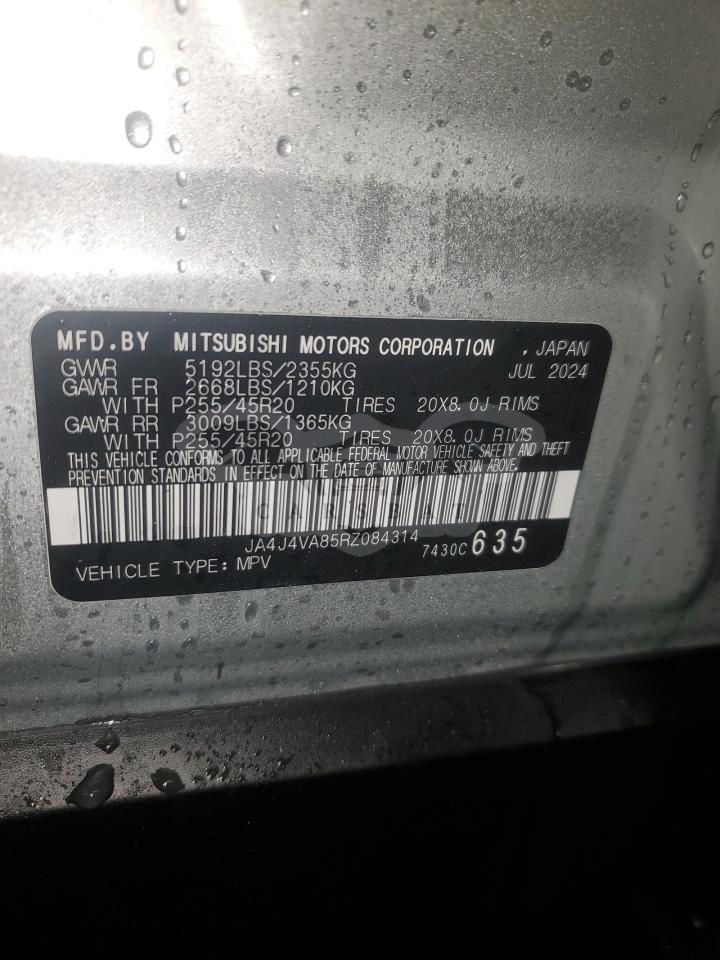 MFD.BY MITSUBISHI MOTORS CORPORATION , JAPAN
GVWR 5192LBS/2355KG JUL 2024
GAWR FR 2668LBS/1210KG
WITH P255/45R20 TIRES 20X8.0J RIMS
GAWR RR 3009LBS/1365KG
WITH P255/45R20 TIRES 20X8.0J RIMS
THIS VEHICLE CONFORMS TO ALL APPLICABLE FEDERAL MOTOR VEHICLE SAFETY AND THEFT
PREVENTION STANDARDS IN EFFECT ON THE DATE OF MANUFACTURE SHOWN ABOVE.
JA4J4VA85RZ084314 7430C 635
VEHICLE TYPE: MPV